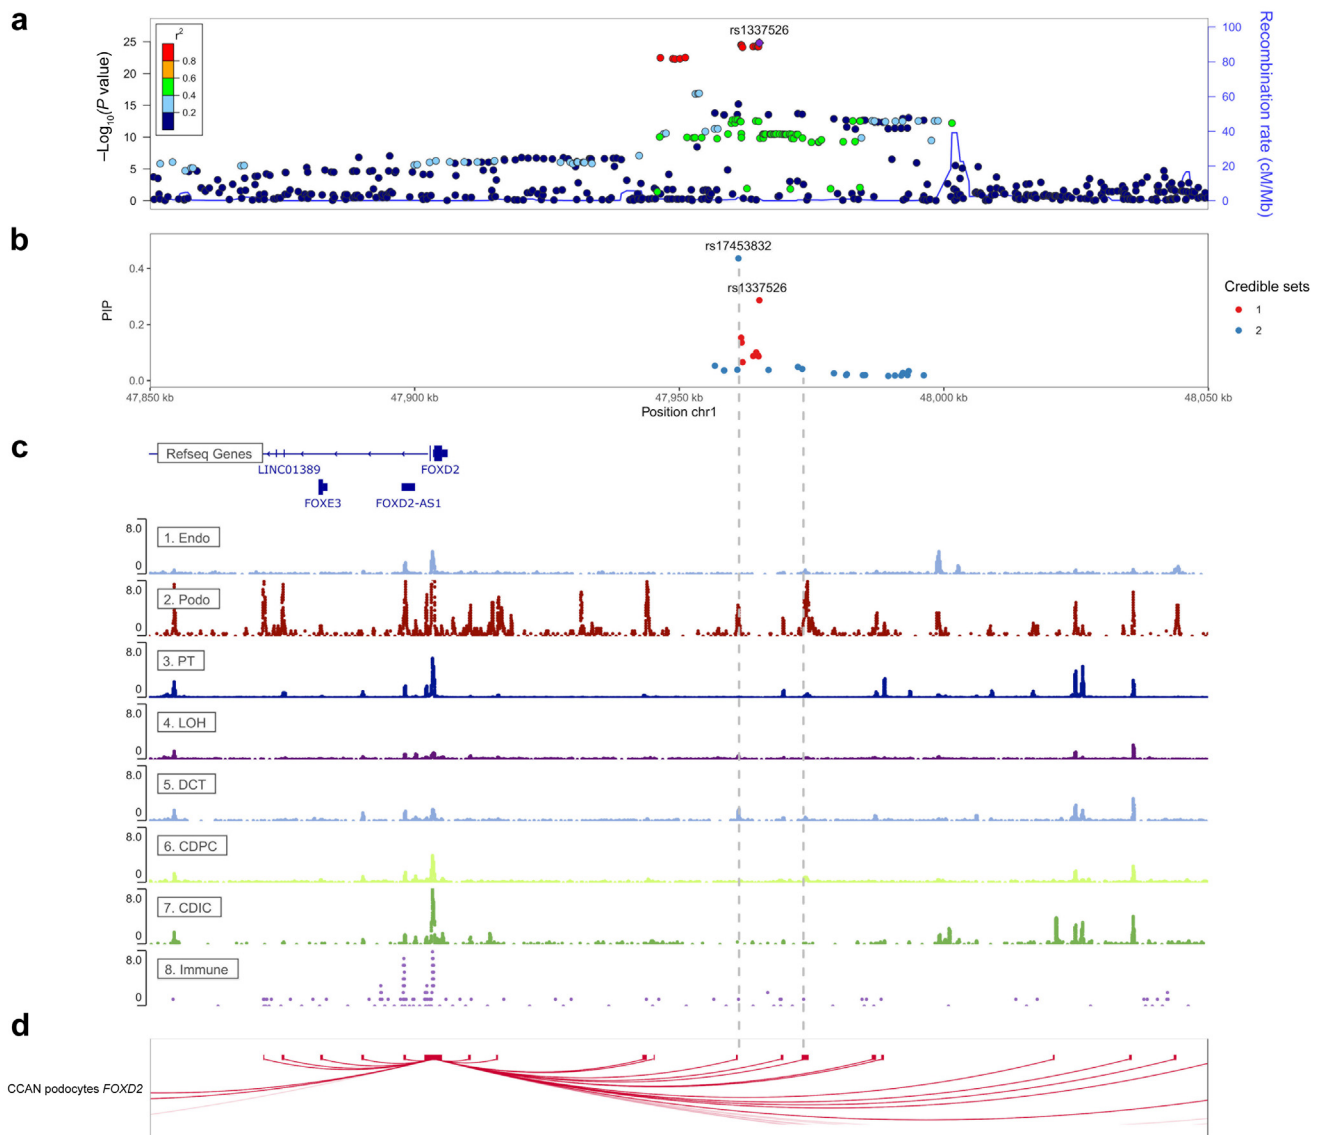 a
rs1337526
r²
0.8
0.6
0.4
0.2
25
20
15
10
5
0
−Log₁₀(P value)
100
80
60
40
20
0
Recombination rate (cM/Mb)
b
rs17453832
rs1337526
0.4
0.2
0.0
PIP
Credible sets
1
2
47,850 kb
47,900 kb
47,950 kb
48,000 kb
48,050 kb
Position chr1
c
Refseq Genes
LINC01389
FOXD2
FOXE3
FOXD2-AS1
8.0
1. Endo
0
8.0
2. Podo
0
8.0
3. PT
0
8.0
4. LOH
0
8.0
5. DCT
0
8.0
6. CDPC
0
8.0
7. CDIC
0
8.0
8. Immune
0
d
CCAN podocytes FOXD2